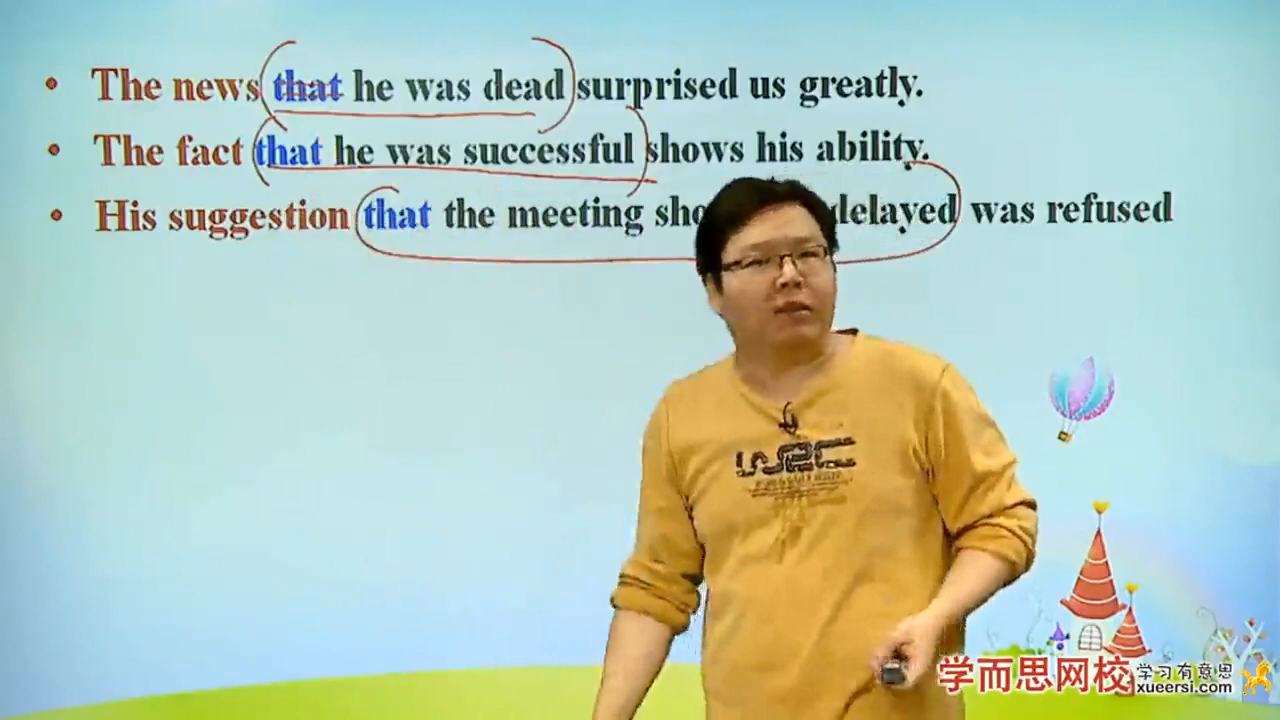 • The news that he was dead surprised us greatly.
• The fact that he was successful shows his ability.
• His suggestion that the meeting sho delayed was refused
WRC
学而思网校
学习有意思
xueersi.com